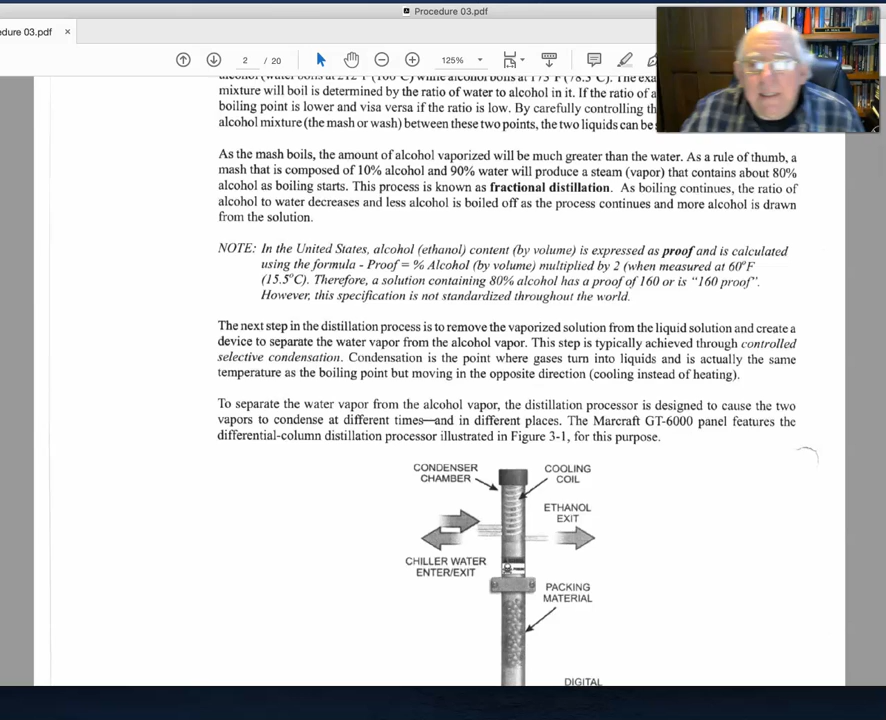 Procedure 03.pdf
dure 03.pdf ×
2 / 20
125%
mixture will boil is determined by the ratio of water to alcohol in it. If the ratio of a
boiling point is lower and visa versa if the ratio is low. By carefully controlling th
alcohol mixture (the mash or wash) between these two points, the two liquids can be
As the mash boils, the amount of alcohol vaporized will be much greater than the water. As a rule of thumb, a
mash that is composed of 10% alcohol and 90% water will produce a steam (vapor) that contains about 80%
alcohol as boiling starts. This process is known as fractional distillation. As boiling continues, the ratio of
alcohol to water decreases and less alcohol is boiled off as the process continues and more alcohol is drawn
from the solution.
NOTE: In the United States, alcohol (ethanol) content (by volume) is expressed as proof and is calculated
using the formula - Proof = % Alcohol (by volume) multiplied by 2 (when measured at 60°F
(15.5°C). Therefore, a solution containing 80% alcohol has a proof of 160 or is "160 proof".
However, this specification is not standardized throughout the world.
The next step in the distillation process is to remove the vaporized solution from the liquid solution and create a
device to separate the water vapor from the alcohol vapor. This step is typically achieved through controlled
selective condensation. Condensation is the point where gases turn into liquids and is actually the same
temperature as the boiling point but moving in the opposite direction (cooling instead of heating).
To separate the water vapor from the alcohol vapor, the distillation processor is designed to cause the two
vapors to condense at different times—and in different places. The Marcraft GT-6000 panel features the
differential-column distillation processor illustrated in Figure 3-1, for this purpose.
CONDENSER
CHAMBER
COOLING
COIL
ETHANOL
EXIT
CHILLER WATER
ENTER/EXIT
PACKING
MATERIAL
DIGITAL